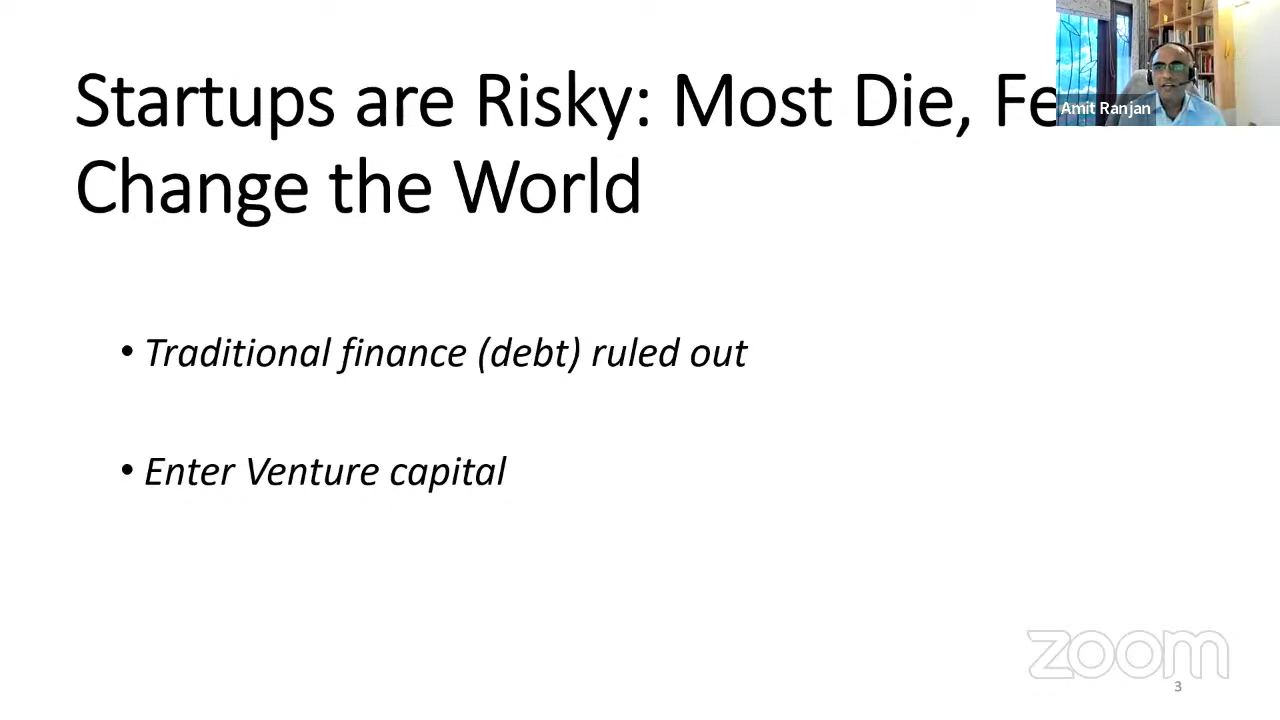 Startups are Risky: Most Die, Fe
Change the World
Amit Ranjan
• Traditional finance (debt) ruled out
• Enter Venture capital
zoom
3